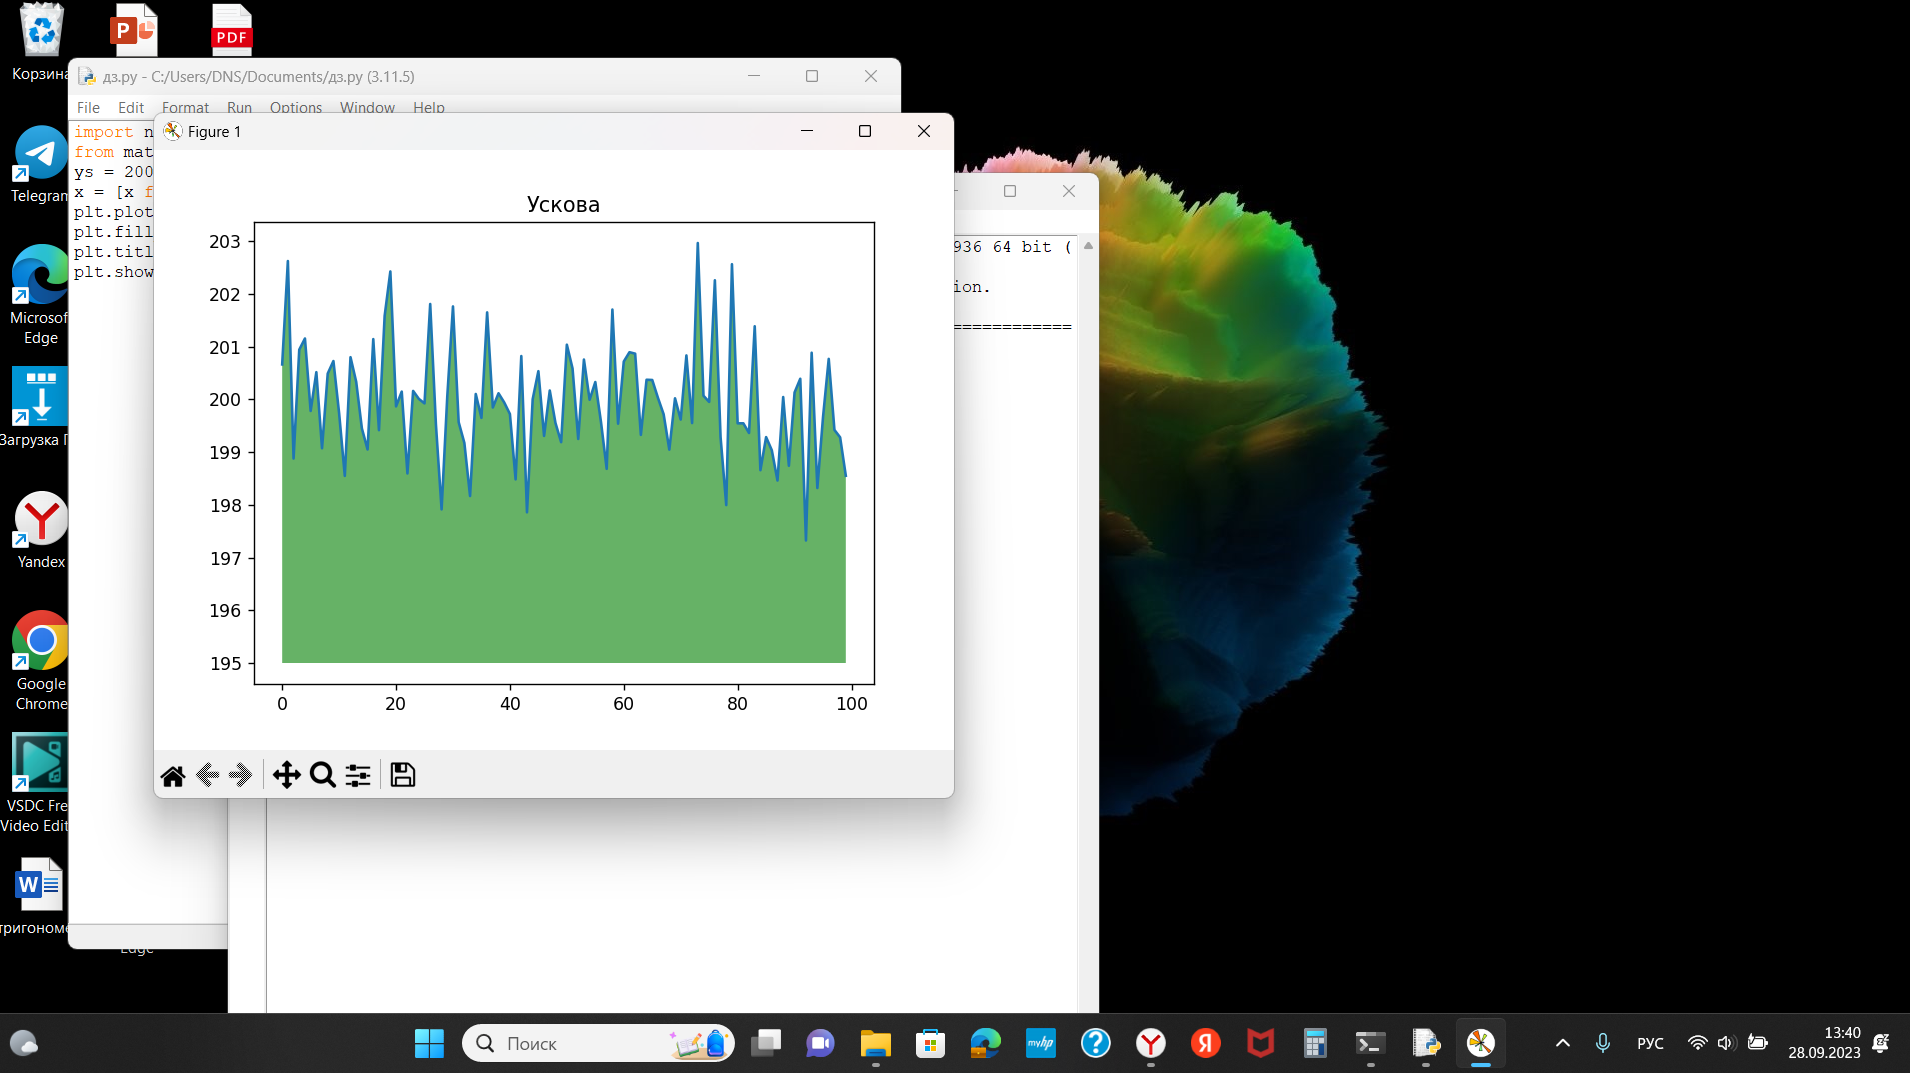 Корзина
PDF
Telegram
Microsof
Edge
Загрузка П
Yandex
Google
Chrome
VSDC Fre
Video Edit
W
тригономе
Edge
дз.py - C:/Users/DNS/Documents/дз.py (3.11.5)
File Edit Format Run Options Window Help
import n
from mat
ys = 200
x = [x f
plt.plot
plt.fill
plt.titl
plt.show
Figure 1
Ускова
203
202
201
200
199
198
197
196
195
0 20 40 60 80 100
936 64 bit (
ion.
============
Поиск
myhp
РУС
13:40
28.09.2023